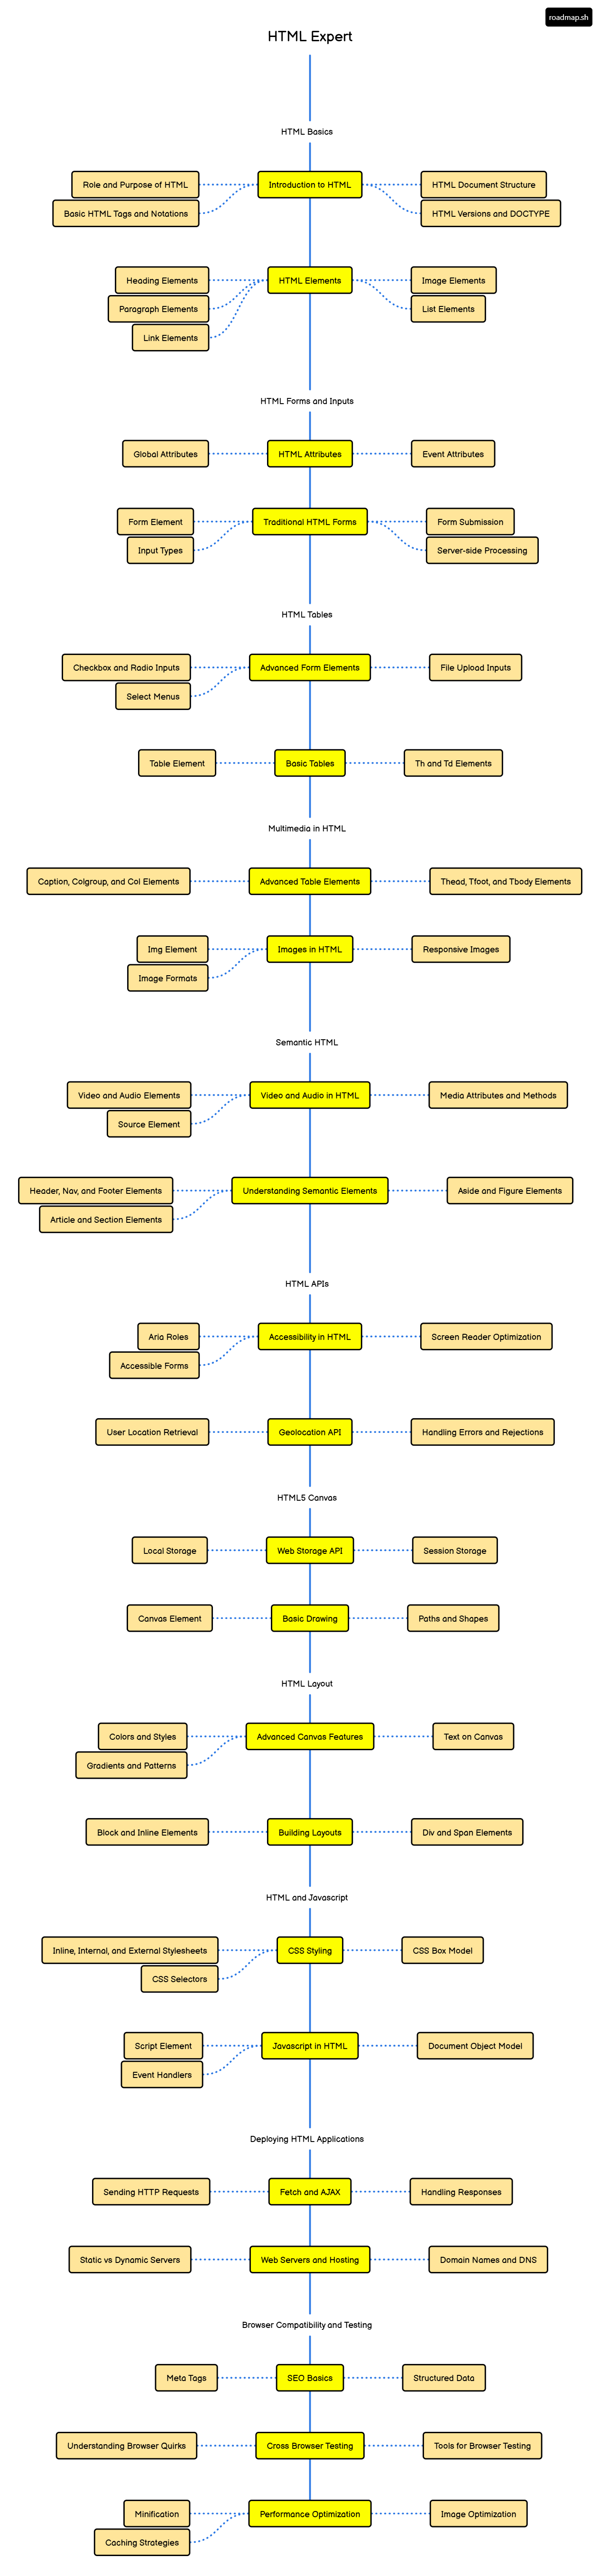 roadmap.sh
HTML Expert
HTML Basics
Role and Purpose of HTML
Introduction to HTML
HTML Document Structure
Basic HTML Tags and Notations
HTML Versions and DOCTYPE
Heading Elements
HTML Elements
Image Elements
Paragraph Elements
List Elements
Link Elements
HTML Forms and Inputs
Global Attributes
HTML Attributes
Event Attributes
Form Element
Traditional HTML Forms
Form Submission
Input Types
Server-side Processing
HTML Tables
Checkbox and Radio Inputs
Advanced Form Elements
File Upload Inputs
Select Menus
Table Element
Basic Tables
Th and Td Elements
Multimedia in HTML
Caption, Colgroup, and Col Elements
Advanced Table Elements
Thead, Tfoot, and Tbody Elements
Img Element
Images in HTML
Responsive Images
Image Formats
Semantic HTML
Video and Audio Elements
Video and Audio in HTML
Media Attributes and Methods
Source Element
Header, Nav, and Footer Elements
Understanding Semantic Elements
Aside and Figure Elements
Article and Section Elements
HTML APIs
Aria Roles
Accessibility in HTML
Screen Reader Optimization
Accessible Forms
User Location Retrieval
Geolocation API
Handling Errors and Rejections
HTML5 Canvas
Local Storage
Web Storage API
Session Storage
Canvas Element
Basic Drawing
Paths and Shapes
HTML Layout
Colors and Styles
Advanced Canvas Features
Text on Canvas
Gradients and Patterns
Block and Inline Elements
Building Layouts
Div and Span Elements
HTML and Javascript
Inline, Internal, and External Stylesheets
CSS Styling
CSS Box Model
CSS Selectors
Script Element
Javascript in HTML
Document Object Model
Event Handlers
Deploying HTML Applications
Sending HTTP Requests
Fetch and AJAX
Handling Responses
Static vs Dynamic Servers
Web Servers and Hosting
Domain Names and DNS
Browser Compatibility and Testing
Meta Tags
SEO Basics
Structured Data
Understanding Browser Quirks
Cross Browser Testing
Tools for Browser Testing
Minification
Performance Optimization
Image Optimization
Caching Strategies